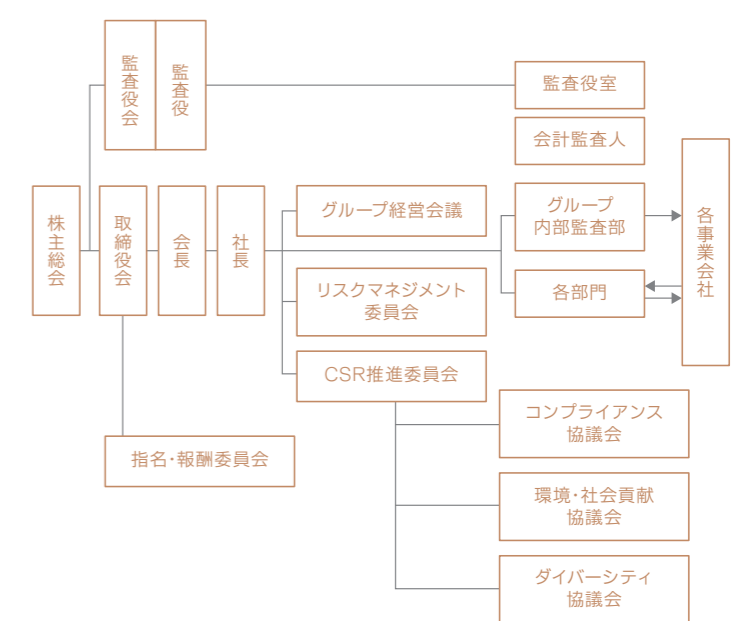 監査役会
監査役
監査役室
会計監査人
株主総会
取締役会
会長
社長
グループ経営会議
グループ
内部監査部
各事業会社
リスクマネジメント
委員会
各部門
CSR推進委員会
コンプライアンス
協議会
指名・報酬委員会
環境・社会貢献
協議会
ダイバーシティ
協議会